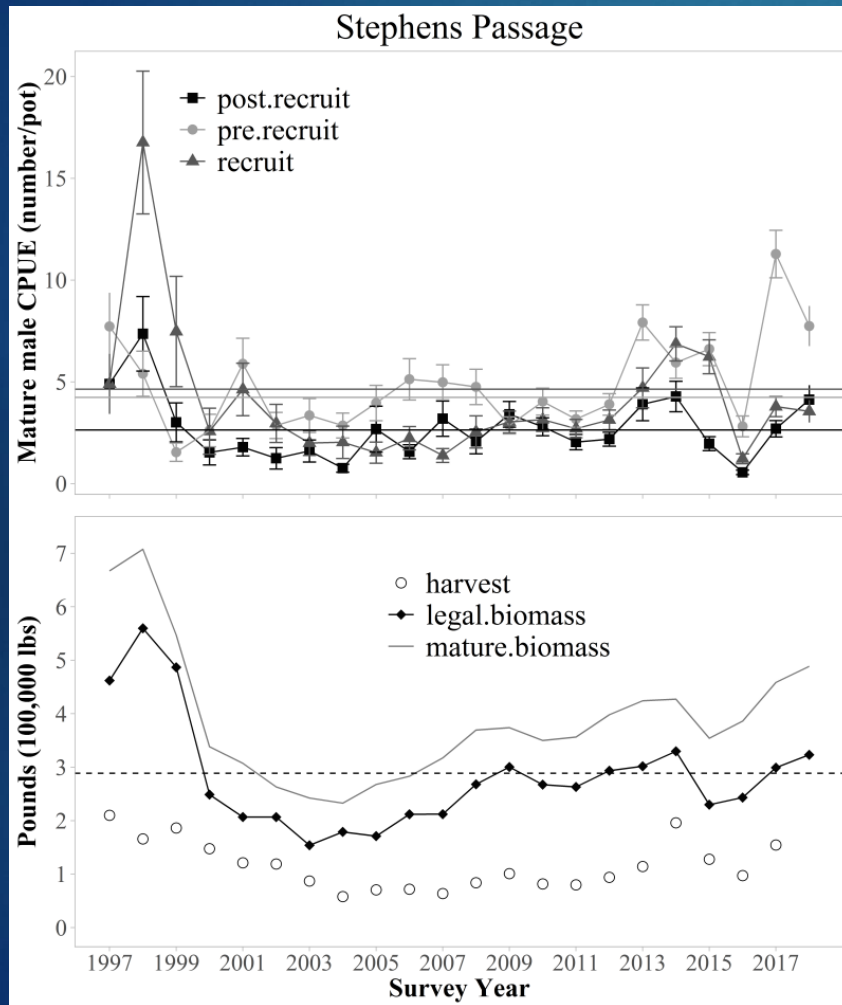 Stephens Passage
Mature male CPUE (number/pot)
20
15
10
5
0
post.recruit
pre.recruit
recruit
Pounds (100,000 lbs)
7
6
5
4
3
2
1
0
harvest
legal.biomass
mature.biomass
1997 1999 2001 2003 2005 2007 2009 2011 2013 2015 2017
Survey Year